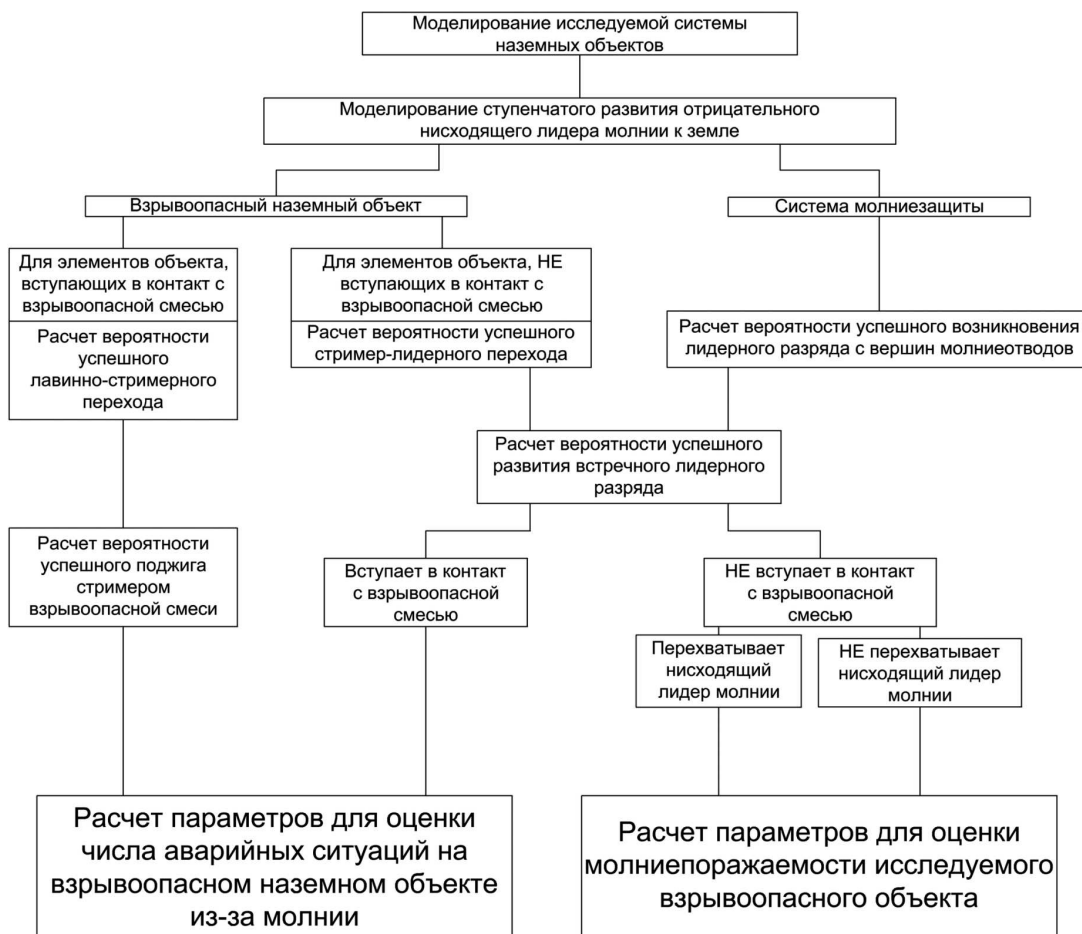 Моделирование исследуемой системы
наземных объектов
Моделирование ступенчатого развития отрицательного
нисходящего лидера молнии к земле
Взрывоопасный наземный объект
Система молниезащиты
Для элементов объекта,
вступающих в контакт с
взрывоопасной смесью
Расчет вероятности
успешного
лавинно-стримерного
перехода
Для элементов объекта, НЕ
вступающих в контакт с
взрывоопасной смесью
Расчет вероятности успешного
стример-лидерного перехода
Расчет вероятности успешного возникновения
лидерного разряда с вершин молниеотводов
Расчет вероятности успешного
развития встречного лидерного
разряда
Расчет вероятности
успешного поджига
стримером
взрывоопасной смеси
Вступает в контакт
с взрывоопасной
смесью
НЕ вступает в контакт
с взрывоопасной
смесью
Перехватывает
нисходящий
лидер молнии
НЕ перехватывает
нисходящий лидер
молнии
Расчет параметров для оценки
числа аварийных ситуаций на
взрывоопасном наземном объекте
из-за молнии
Расчет параметров для оценки
молниепоражаемости исследуемого
взрывоопасного объекта